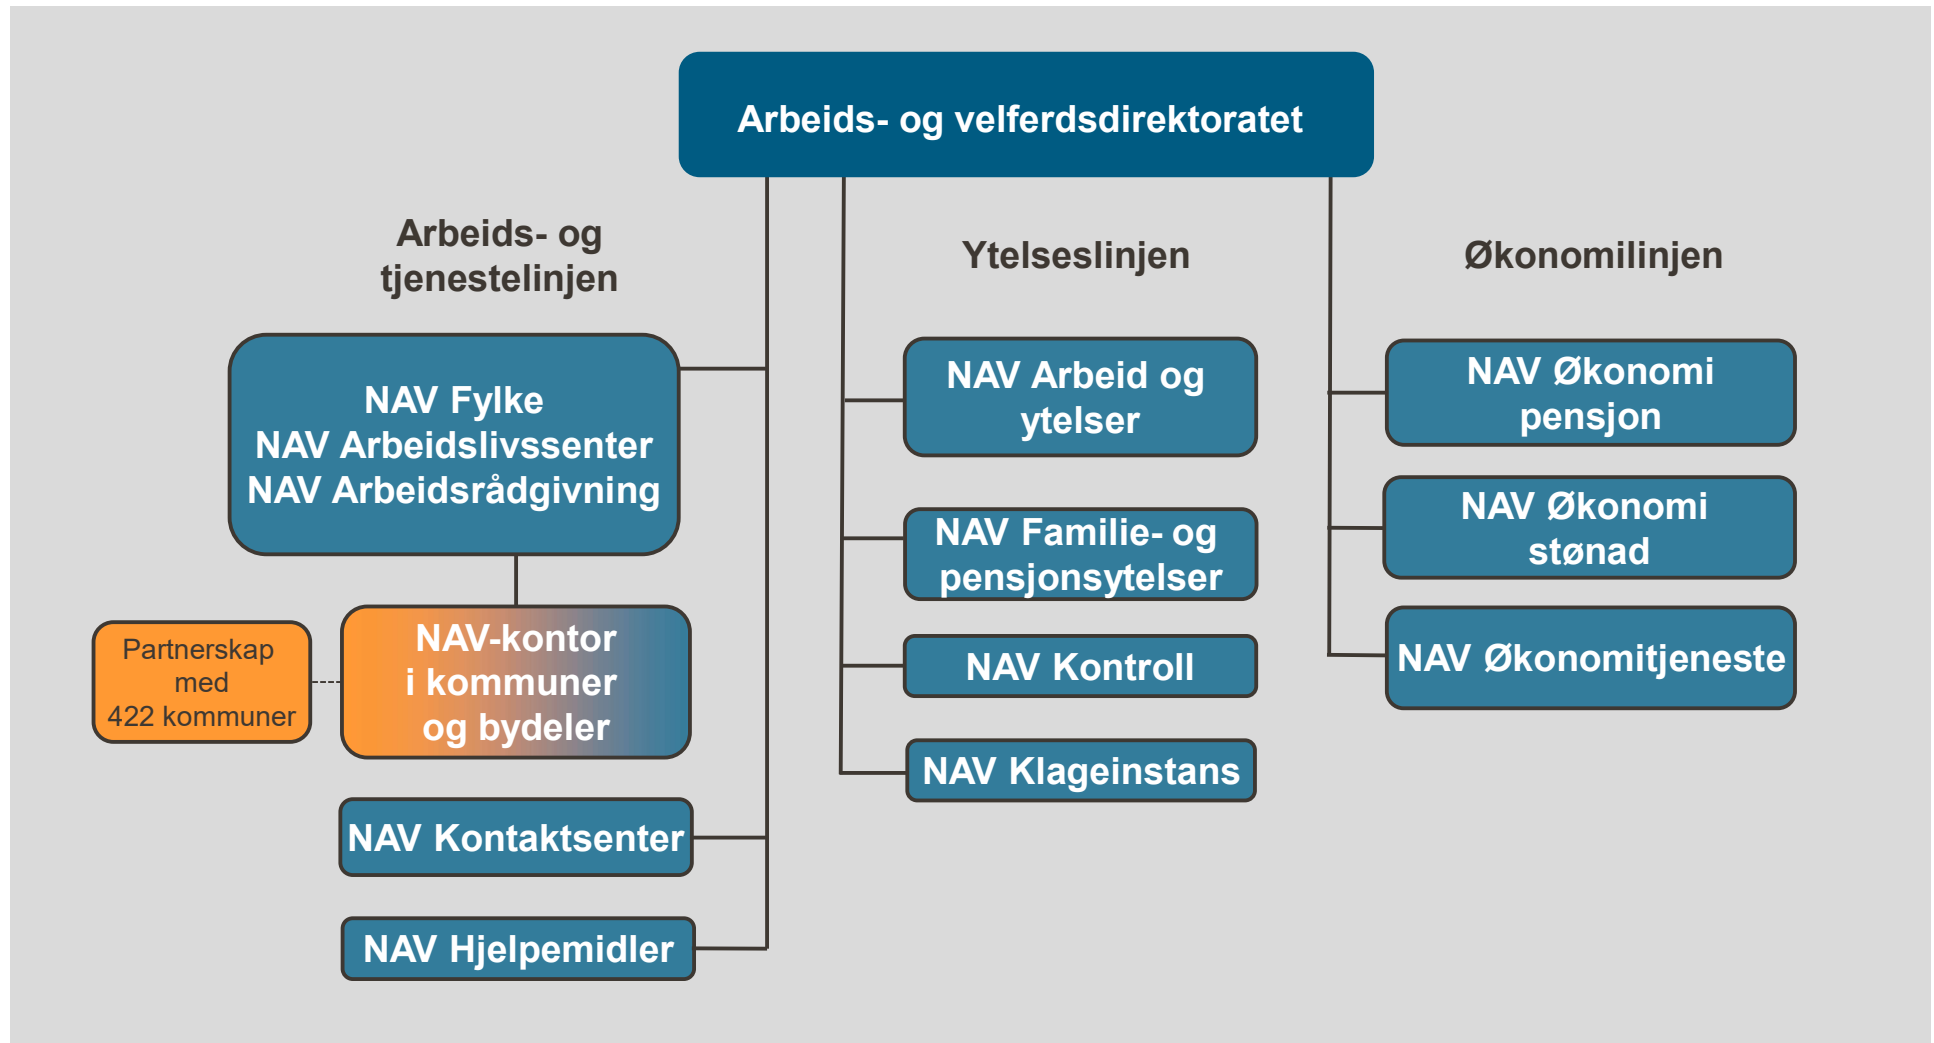 Arbeids- og velferdsdirektoratet
Arbeids- og
tjenestelinjen
NAV Fylke
NAV Arbeidslivssenter
NAV Arbeidsrådgivning
NAV-kontor
i kommuner
og bydeler
Partnerskap
med
422 kommuner
NAV Kontaktsenter
NAV Hjelpemidler
Ytelseslinjen
NAV Arbeid og
ytelser
NAV Familie- og
pensjonsytelser
NAV Kontroll
NAV Klageinstans
Økonomilinjen
NAV Økonomi
pensjon
NAV Økonomi
stønad
NAV Økonomitjeneste